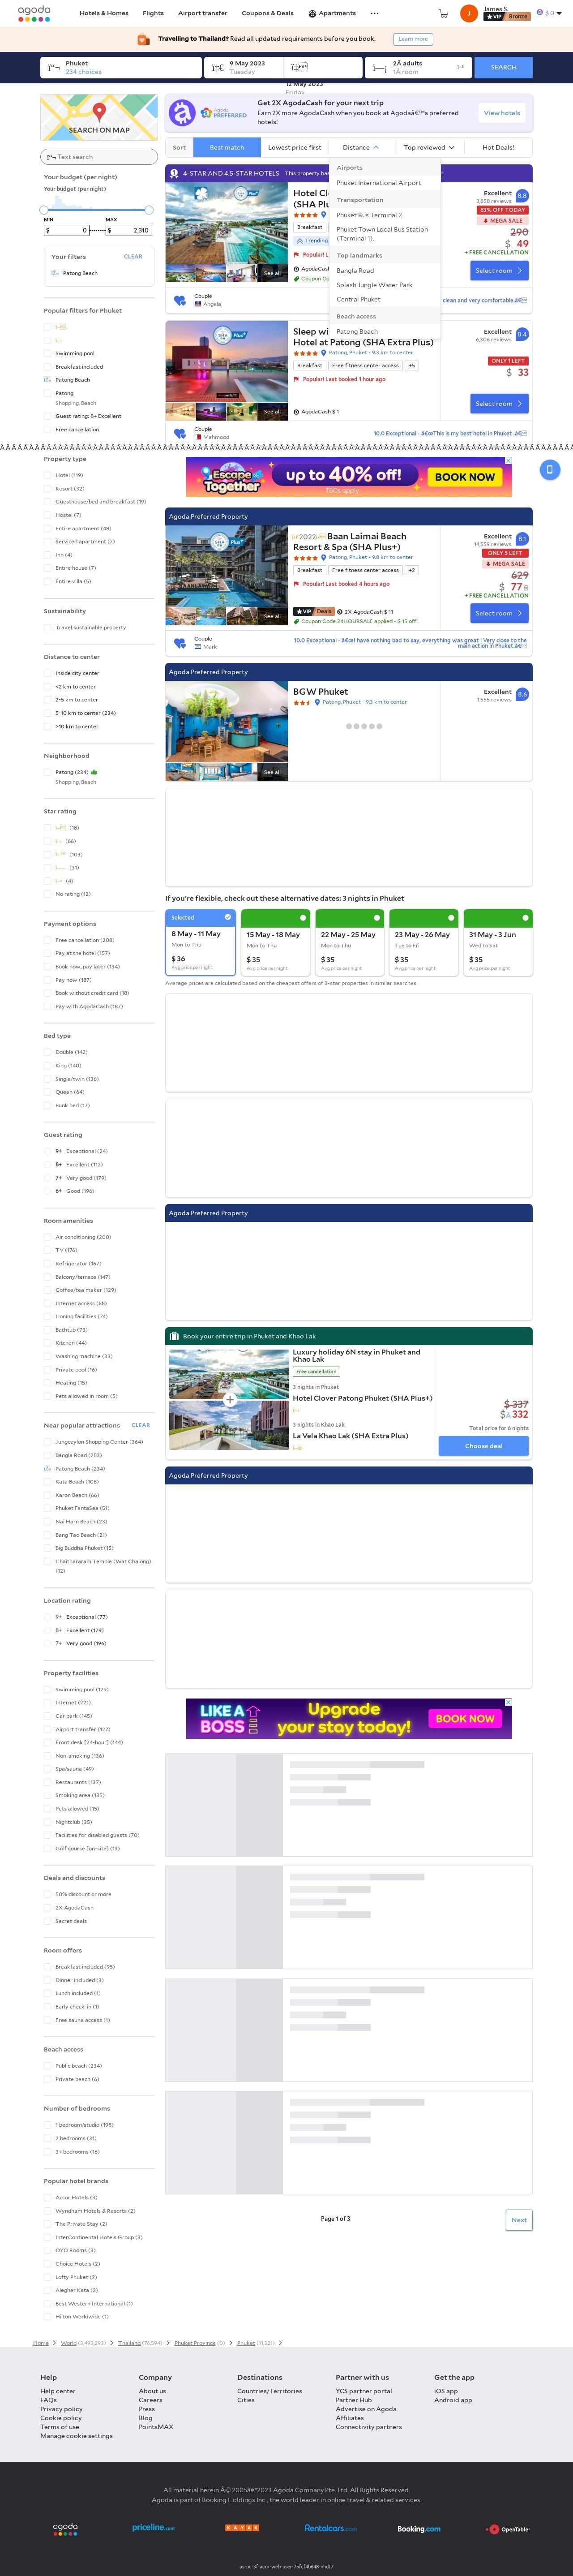 agoda
Hotels & Homes
Flights
Airport transfer
Coupons & Deals
Apartments
James S.
VIP Bronze
$ 0
Travelling to Thailand? Read all updated requirements before you book.
Learn more
Phuket
234 choices
9 May 2023
Tuesday
12 May 2023
Friday
2Â adults
1Â room
SEARCH
SEARCH ON MAP
Text search
Your budget (per night)
Your budget (per night)
MIN
MAX
$ 0
$ 2,310
Your filters
CLEAR
Patong Beach
Popular filters for Phuket
Swimming pool
Breakfast included
Patong Beach
Patong
Shopping, Beach
Guest rating: 8+ Excellent
Free cancellation
Agoda PREFERRED
Get 2X AgodaCash for your next trip
Earn 2X more AgodaCash when you book at Agodaâ€™s preferred hotels!
View hotels
Sort
Best match
Lowest price first
Distance
Top reviewed
Hot Deals!
Airports
Phuket International Airport
Transportation
Phuket Bus Terminal 2
Phuket Town Local Bus Station (Terminal 1).
Top landmarks
Bangla Road
Splash Jungle Water Park
Central Phuket
Beach access
Patong Beach
4-STAR AND 4.5-STAR HOTELS
This property has
Hotel Clo
(SHA Plu
Breakfast
Trending
Popular! L
AgodaCash
Coupon Co
See all
Excellent
3,858 reviews
8.8
83% OFF TODAY
MEGA SALE
290
$ 49
+ FREE CANCELLATION
Select room
Couple
Angela
clean and very comfortable.â€
Sleep wi
Hotel at Patong (SHA Extra Plus)
Patong, Phuket - 9.3 km to center
Breakfast
Free fitness center access
+5
Popular! Last booked 1 hour ago
AgodaCash $ 1
See all
Excellent
6,306 reviews
8.4
ONLY 1 LEFT
$ 33
Select room
Couple
Mahmood
10.0 Exceptional - â€œThis is my best hotel in Phuket .â€
Property type
Hotel (119)
Resort (32)
Guesthouse/bed and breakfast (19)
Hostel (7)
Entire apartment (48)
Serviced apartment (7)
Inn (4)
Entire house (7)
Entire villa (5)
Sustainability
Travel sustainable property
Distance to center
Inside city center
<2 km to center
2-5 km to center
5-10 km to center (234)
>10 km to center
Neighborhood
Patong (234)
Shopping, Beach
Star rating
(18)
(66)
(103)
(31)
(4)
No rating (12)
Payment options
Free cancellation (208)
Pay at the hotel (157)
Book now, pay later (134)
Pay now (187)
Book without credit card (18)
Pay with AgodaCash (187)
Bed type
Double (142)
King (140)
Single/twin (136)
Queen (64)
Bunk bed (17)
Guest rating
9+ Exceptional (24)
8+ Excellent (112)
7+ Very good (179)
6+ Good (196)
Room amenities
Air conditioning (200)
TV (176)
Refrigerator (167)
Balcony/terrace (147)
Coffee/tea maker (129)
Internet access (88)
Ironing facilities (74)
Bathtub (73)
Kitchen (44)
Washing machine (33)
Private pool (16)
Heating (15)
Pets allowed in room (5)
Near popular attractions
CLEAR
Jungceylon Shopping Center (364)
Bangla Road (283)
Patong Beach (234)
Kata Beach (108)
Karon Beach (66)
Phuket FantaSea (51)
Nai Harn Beach (23)
Bang Tao Beach (21)
Big Buddha Phuket (15)
Chaithararam Temple (Wat Chalong) (12)
Location rating
9+ Exceptional (77)
8+ Excellent (179)
7+ Very good (196)
Property facilities
Swimming pool (129)
Internet (221)
Car park (145)
Airport transfer (127)
Front desk [24-hour] (144)
Non-smoking (136)
Spa/sauna (49)
Restaurants (137)
Smoking area (135)
Pets allowed (15)
Nightclub (35)
Facilities for disabled guests (70)
Golf course [on-site] (13)
Deals and discounts
50% discount or more
2X AgodaCash
Secret deals
Room offers
Breakfast included (95)
Dinner included (3)
Lunch included (1)
Early check-in (1)
Free sauna access (1)
Beach access
Public beach (234)
Private beach (6)
Number of bedrooms
1 bedroom/studio (198)
2 bedrooms (31)
3+ bedrooms (16)
Popular hotel brands
Accor Hotels (3)
Wyndham Hotels & Resorts (2)
The Private Stay (2)
InterContinental Hotels Group (3)
OYO Rooms (3)
Choice Hotels (2)
Lofty Phuket (2)
Alegher Kata (2)
Best Western International (1)
Hilton Worldwide (1)
Escape Together
up to 40% off!
T&Cs apply
BOOK NOW
Agoda Preferred Property
2022 Baan Laimai Beach Resort & Spa (SHA Plus+)
Patong, Phuket - 9.8 km to center
Breakfast
Free fitness center access
+2
Popular! Last booked 4 hours ago
VIP Deals
2X AgodaCash $ 11
Coupon Code 24HOURSALE applied - $ 15 off!
See all
Excellent
14,559 reviews
8.1
ONLY 5 LEFT
MEGA SALE
629
$ 77
+ FREE CANCELLATION
Select room
Couple
Mark
10.0 Exceptional - â€œI have nothing bad to say, everything was great ! Very close to the main action in Phuket.â€
Agoda Preferred Property
BGW Phuket
Patong, Phuket - 9.3 km to center
See all
Excellent
1,555 reviews
8.6
If you're flexible, check out these alternative dates: 3 nights in Phuket
Selected
8 May - 11 May
Mon to Thu
$ 36
Avg price per night
15 May - 18 May
Mon to Thu
$ 35
Avg price per night
22 May - 25 May
Mon to Thu
$ 35
Avg price per night
23 May - 26 May
Tue to Fri
$ 35
Avg price per night
31 May - 3 Jun
Wed to Sat
$ 35
Avg price per night
Average prices are calculated based on the cheapest offers of 3-star properties in similar searches
Agoda Preferred Property
Book your entire trip in Phuket and Khao Lak
Luxury holiday 6N stay in Phuket and Khao Lak
Free cancellation
3 nights in Phuket
Hotel Clover Patong Phuket (SHA Plus+)
3 nights in Khao Lak
La Vela Khao Lak (SHA Extra Plus)
$ 337
$Â 332
Total price for 6 nights
Choose deal
Agoda Preferred Property
LIKE A BOSS
Upgrade your stay today!
BOOK NOW
Page 1 of 3
Next
Home
World (3,493,293)
Thailand (76,594)
Phuket Province (0)
Phuket (11,321)
Help
Help center
FAQs
Privacy policy
Cookie policy
Terms of use
Manage cookie settings
Company
About us
Careers
Press
Blog
PointsMAX
Destinations
Countries/Territories
Cities
Partner with us
YCS partner portal
Partner Hub
Advertise on Agoda
Affiliates
Connectivity partners
Get the app
iOS app
Android app
All material herein Â© 2005â€“2023 Agoda Company Pte. Ltd. All Rights Reserved.
Agoda is part of Booking Holdings Inc., the world leader in online travel & related services.
agoda
priceline.com
KAYAK
Rentalcars.com
Booking.com
OpenTable